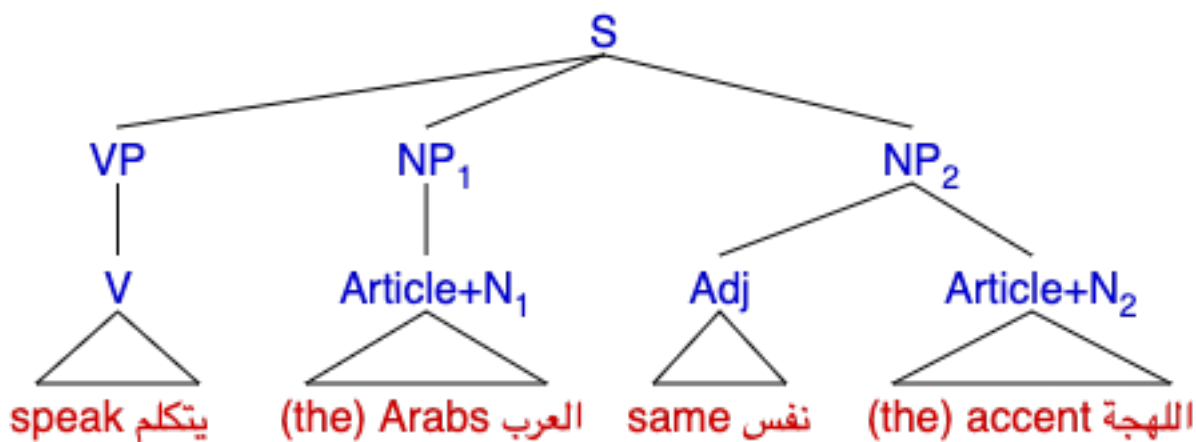 S
VP NP₁ NP₂
V Article+N₁ Adj Article+N₂
speak يتكلم (the) Arabs العرب same نفس (the) accent اللهجة